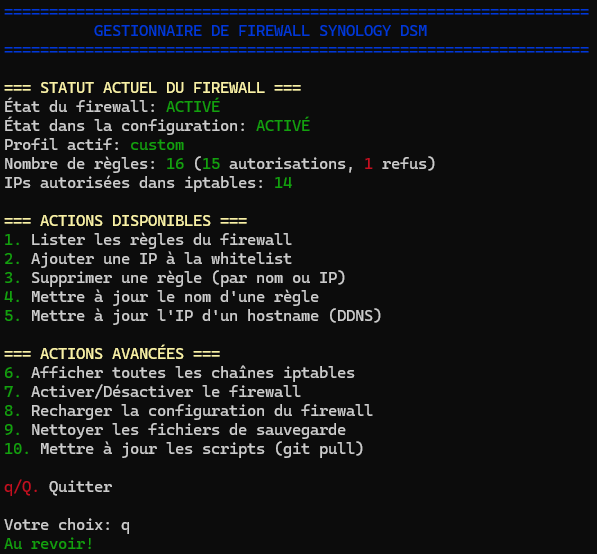 =================================================================
GESTIONNAIRE DE FIREWALL SYNOLOGY DSM
=================================================================
=== STATUT ACTUEL DU FIREWALL ===
État du firewall: ACTIVÉ
État dans la configuration: ACTIVÉ
Profil actif: custom
Nombre de règles: 16 (15 autorisations, 1 refus)
IPs autorisées dans iptables: 14
=== ACTIONS DISPONIBLES ===
1. Lister les règles du firewall
2. Ajouter une IP à la whitelist
3. Supprimer une règle (par nom ou IP)
4. Mettre à jour le nom d'une règle
5. Mettre à jour l'IP d'un hostname (DDNS)
=== ACTIONS AVANCÉES ===
6. Afficher toutes les chaînes iptables
7. Activer/Désactiver le firewall
8. Recharger la configuration du firewall
9. Nettoyer les fichiers de sauvegarde
10. Mettre à jour les scripts (git pull)
q/Q. Quitter
Votre choix: q
Au revoir!